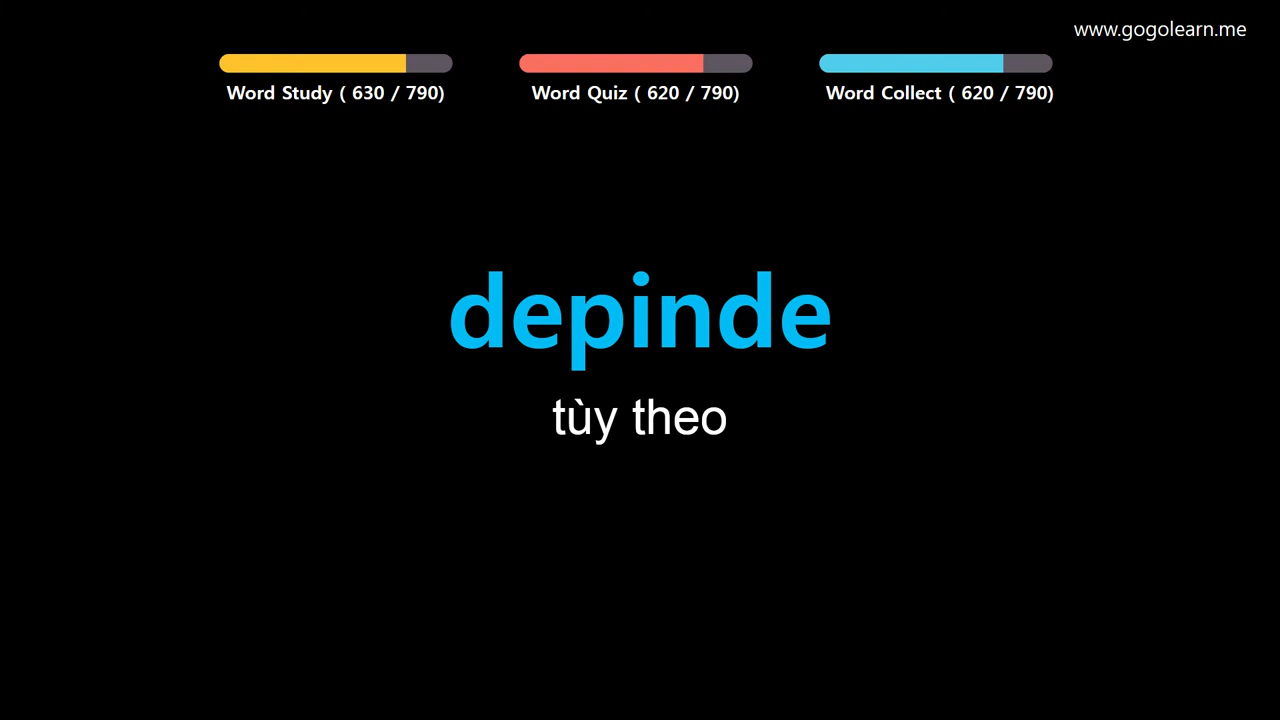 www.gogolearn.me
Word Study ( 630 / 790)
Word Quiz ( 620 / 790)
Word Collect ( 620 / 790)
depinde
tùy theo